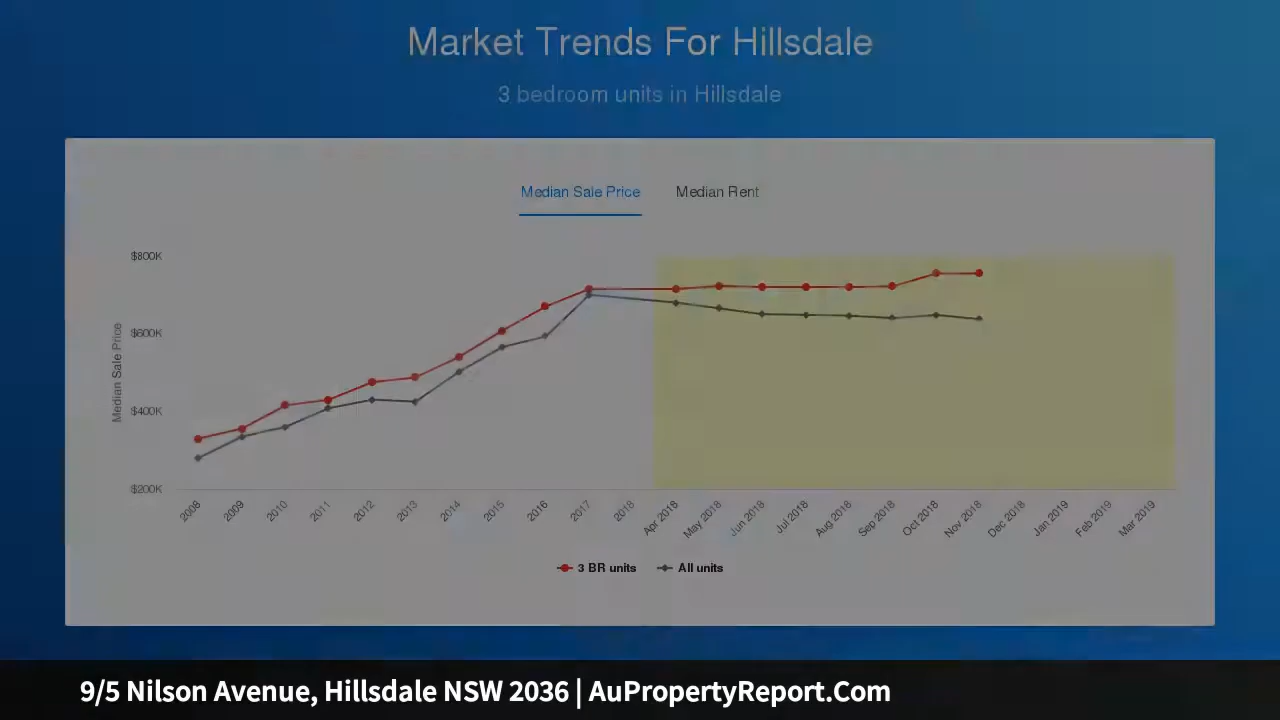 Market Trends For Hillsdale
3 bedroom units in Hillsdale
Median Sale Price Median Rent
$800K
$600K
$400K
$200K
Median Sale Price
2008 2009 2010 2011 2012 2013 2014 2015 2016 2017 2018 Apr 2018 May 2018 Jun 2018 Jul 2018 Aug 2018 Sep 2018 Oct 2018 Nov 2018 Dec 2018 Jan 2019 Feb 2019 Mar 2019
3 BR units All units
9/5 Nilson Avenue, Hillsdale NSW 2036 | AuPropertyReport.Com